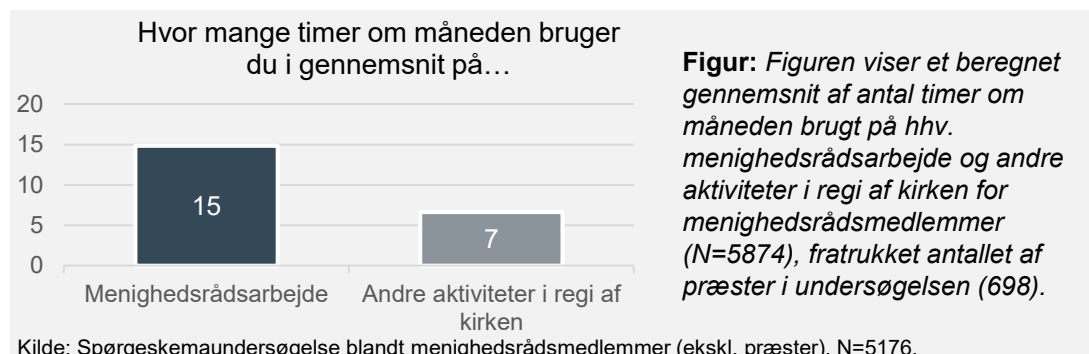 Hvor mange timer om måneden bruger
du i gennemsnit på…
20
15
10
5
0
15
7
Menighedsrådsarbejde
Andre aktiviteter i regi af
kirken
Figur: Figuren viser et beregnet
gennemsnit af antal timer om
måneden brugt på hhv.
menighedsrådsarbejde og andre
aktiviteter i regi af kirken for
menighedsrådsmedlemmer
(N=5874), fratrukket antallet af
præster i undersøgelsen (698).
Kilde: Spørgeskemaundersøgelse blandt menighedsrådsmedlemmer (ekskl. præster). N=5176.